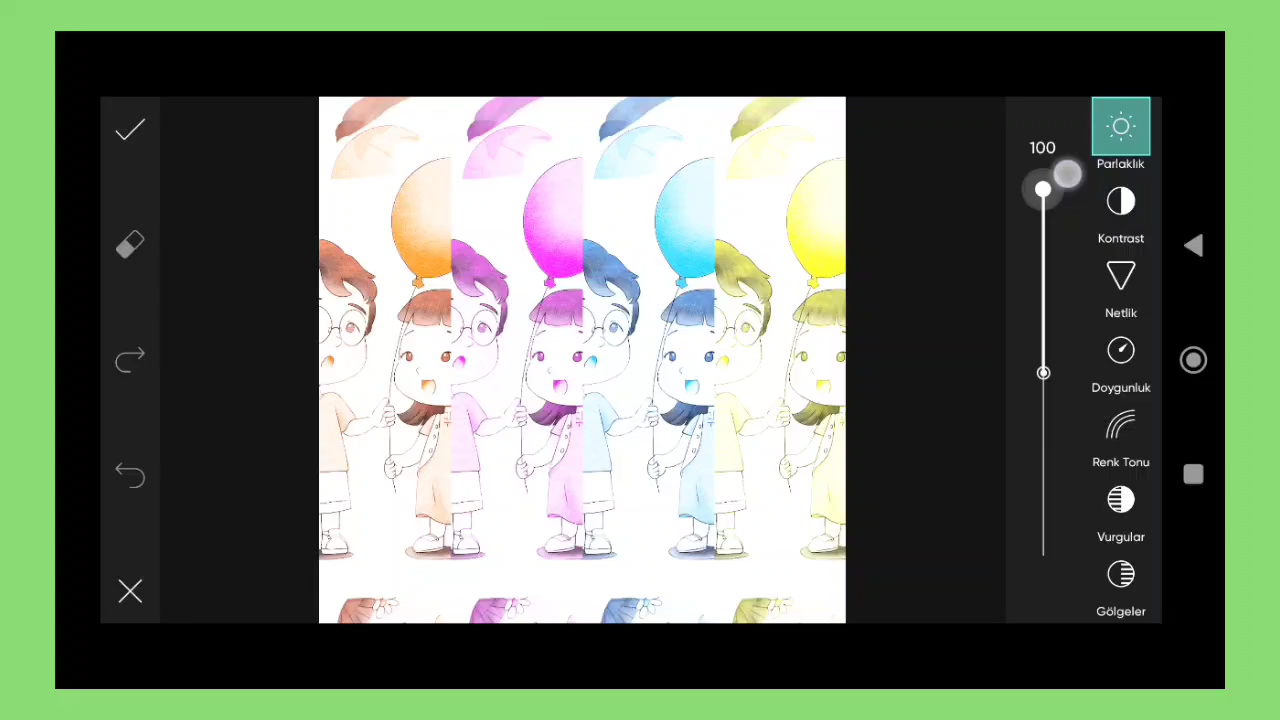 100
Parlaklık
Kontrast
Netlik
Doygunluk
Renk Tonu
Vurgular
Gölgeler